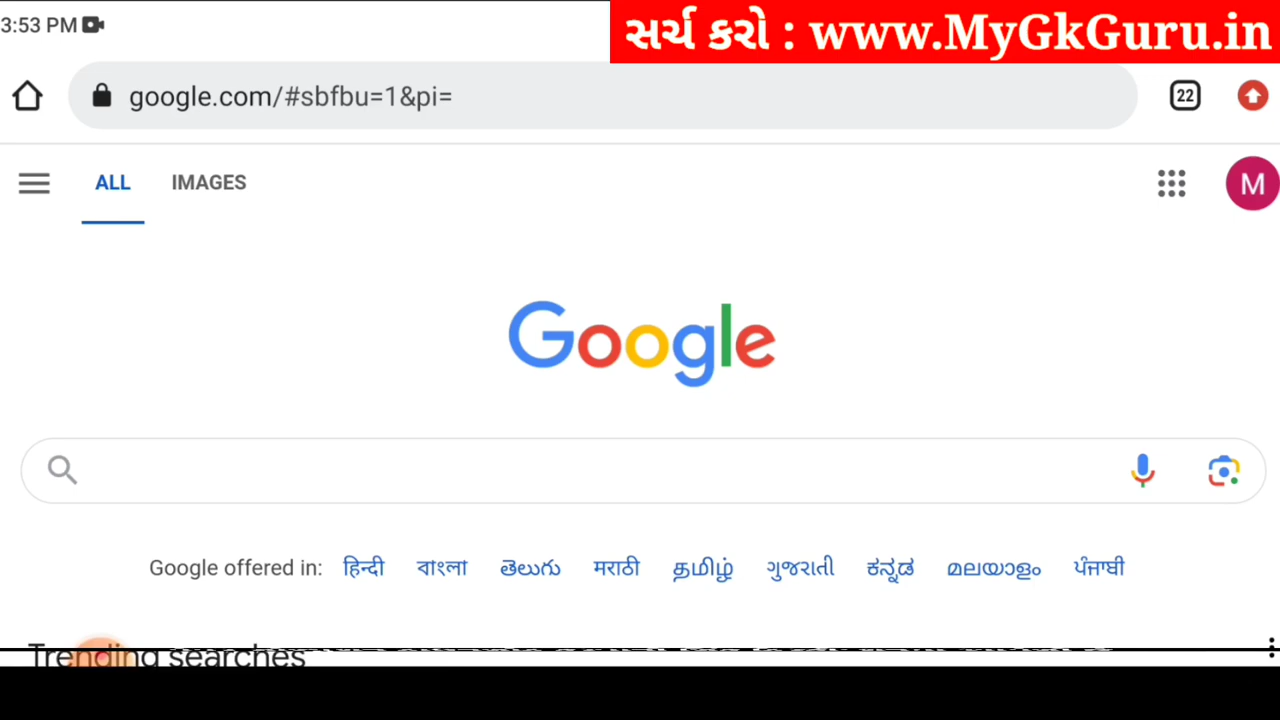 3:53 PM
સર્ચ કરો : www.MyGkGuru.in
google.com/#sbfbu=1&pi=
22
ALL IMAGES
M
Google
Google offered in: हिन्दी বাংলা తెలుగు मराठी தமிழ் ગુજરાતી ಕನ್ನಡ മലയാളം ਪੰਜਾਬੀ
Trending searches